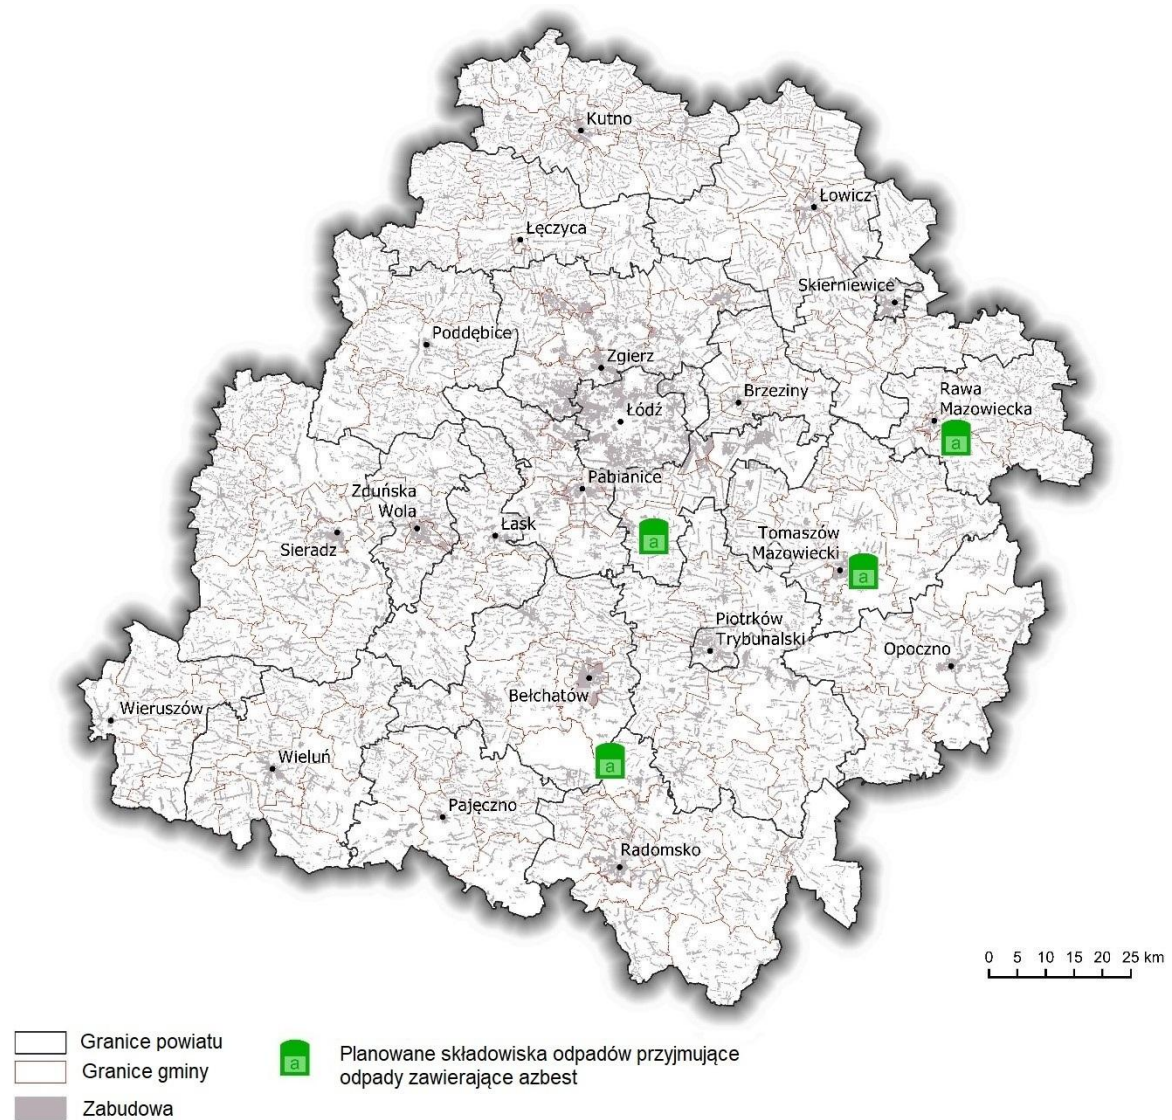 Kutno
Łowicz
Łęczyca
Skierniewice
Poddębice
Zgierz
Rawa
Mazowiecka
Brzeziny
Łódź
a
Pabianice
Zduńska
Wola
Łask
Sieradz
a
Tomaszów
Mazowiecki
a
Piotrków
Trybunalski
Opoczno
Bełchatów
Wieruszów
Wieluń
a
Pajęczno
Radomsko
0 5 10 15 20 25 km
Granice powiatu
Granice gminy
Zabudowa
a
Planowane składowiska odpadów przyjmujące
odpady zawierające azbest